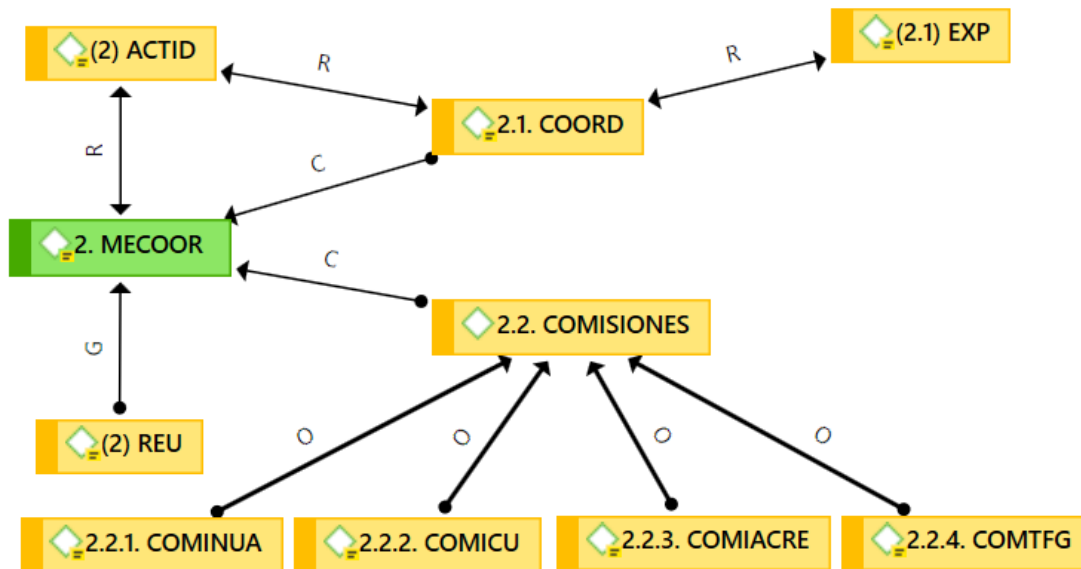 (2) ACTID
(2.1) EXP
R
R
2.1. COORD
R
C
2. MECOOR
C
2.2. COMISIONES
G
(2) REU
O
O
O
O
2.2.1. COMINUA
2.2.2. COMICU
2.2.3. COMIACRE
2.2.4. COMTFG